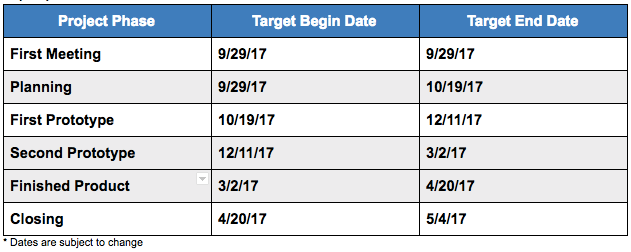 Project Phase Target Begin Date Target End Date
First Meeting 9/29/17 9/29/17
Planning 9/29/17 10/19/17
First Prototype 10/19/17 12/11/17
Second Prototype 12/11/17 3/2/17
Finished Product 3/2/17 4/20/17
Closing 4/20/17 5/4/17
* Dates are subject to change